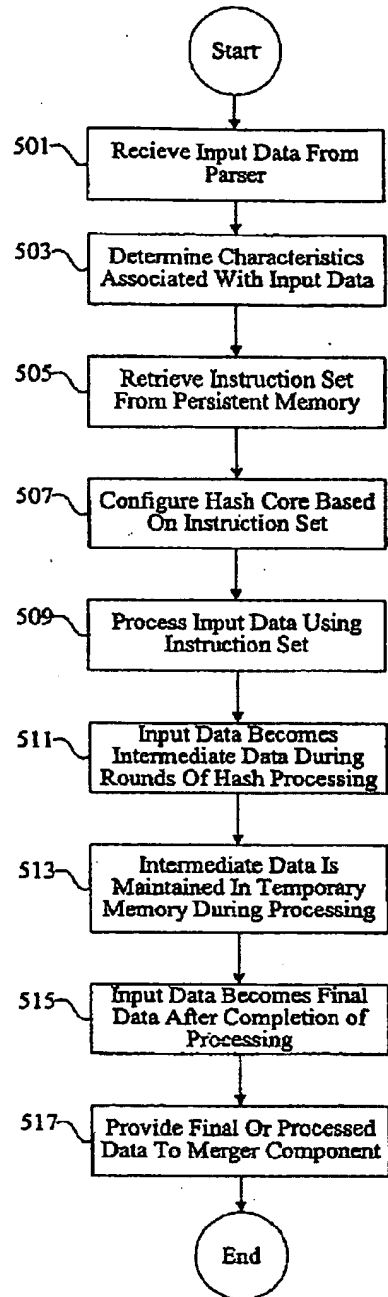 Start
501
Recieve Input Data From
Parser
503
Determine Characteristics
Associated With Input Data
505
Retrieve Instruction Set
From Persistent Memory
507
Configure Hash Core Based
On Instruction Set
509
Process Input Data Using
Instruction Set
511
Input Data Becomes
Intermediate Data During
Rounds Of Hash Processing
513
Intermediate Data Is
Maintained In Temporary
Memory During Processing
515
Input Data Becomes Final
Data After Completion of
Processing
517
Provide Final Or Processed
Data To Merger Component
End